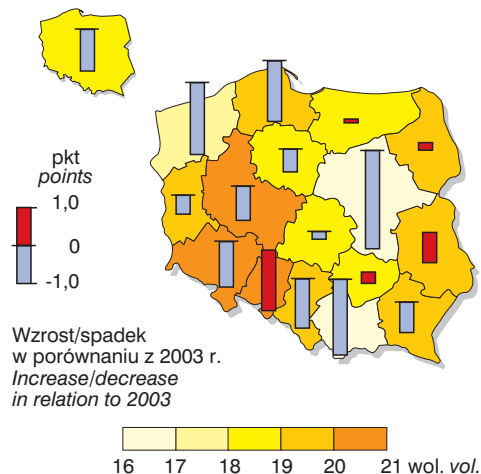 pkt
points
1,0
0
-1,0
Wzrost/spadek
w porównaniu z 2003 r.
Increase/decrease
in relation to 2003
16 17 18 19 20 21 wol. vol.